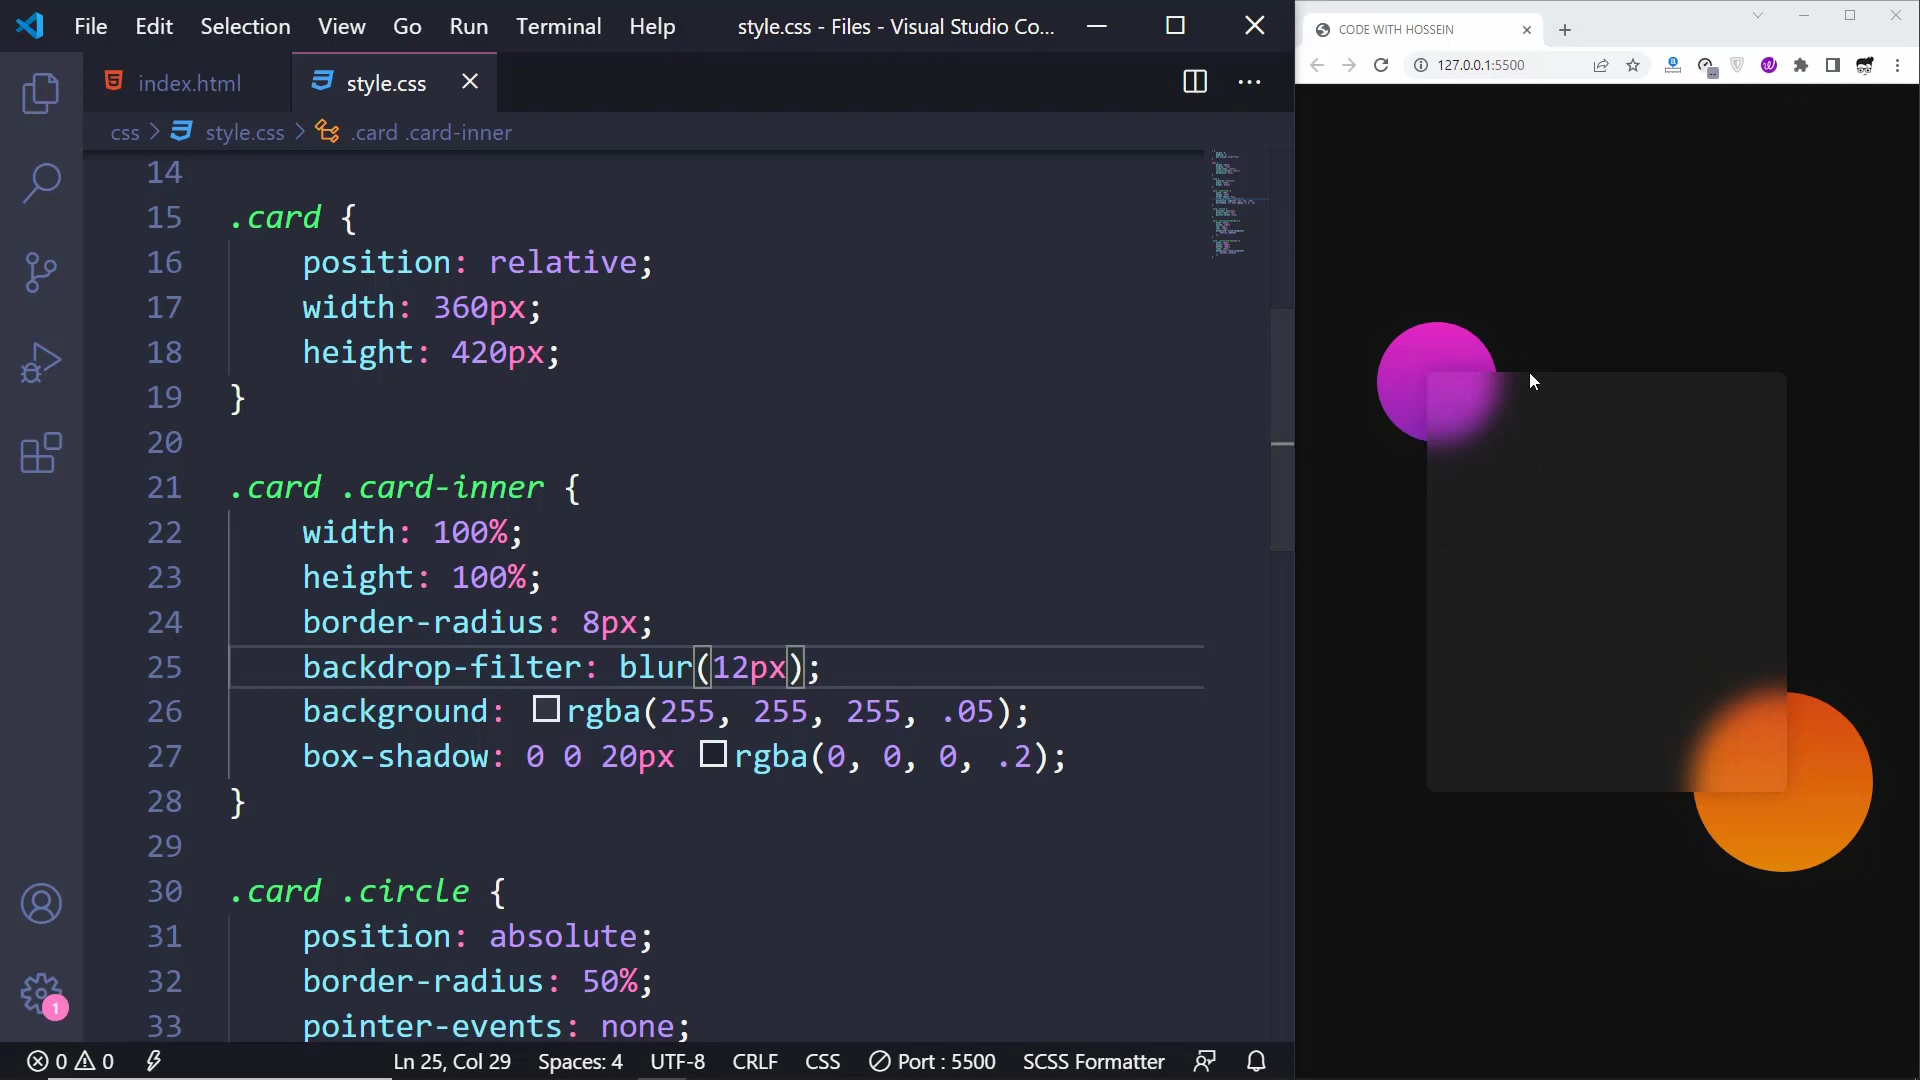 File Edit Selection View Go Run Terminal Help
style.css - Files - Visual Studio Co...
index.html
style.css
css > style.css > .card .card-inner
14
15 .card {
16 position: relative;
17 width: 360px;
18 height: 420px;
19 }
20
21 .card .card-inner {
22 width: 100%;
23 height: 100%;
24 border-radius: 8px;
25 backdrop-filter: blur(12px);
26 background: rgba(255, 255, 255, .05);
27 box-shadow: 0 0 20px rgba(0, 0, 0, .2);
28 }
29
30 .card .circle {
31 position: absolute;
32 border-radius: 50%;
33 pointer-events: none;
1
0 0
Ln 25, Col 29 Spaces: 4 UTF-8 CRLF CSS Port : 5500 SCSS Formatter
CODE WITH HOSSEIN
127.0.0.1:5500